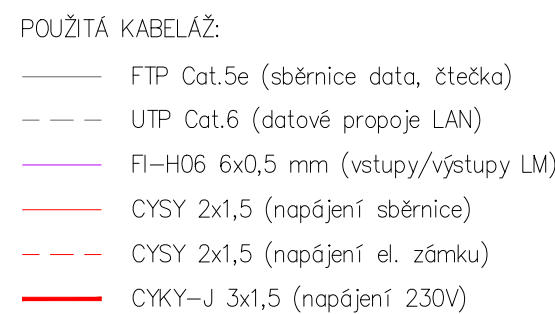 POUŽITÁ KABELÁŽ:
FTP Cat.5e (sběrnice data, čtečka)
UTP Cat.6 (datové propoje LAN)
FI-H06 6x0,5 mm (vstupy/výstupy LM)
CYSY 2x1,5 (napájení sběrnice)
CYSY 2x1,5 (napájení el. zámku)
CYKY-J 3x1,5 (napájení 230V)